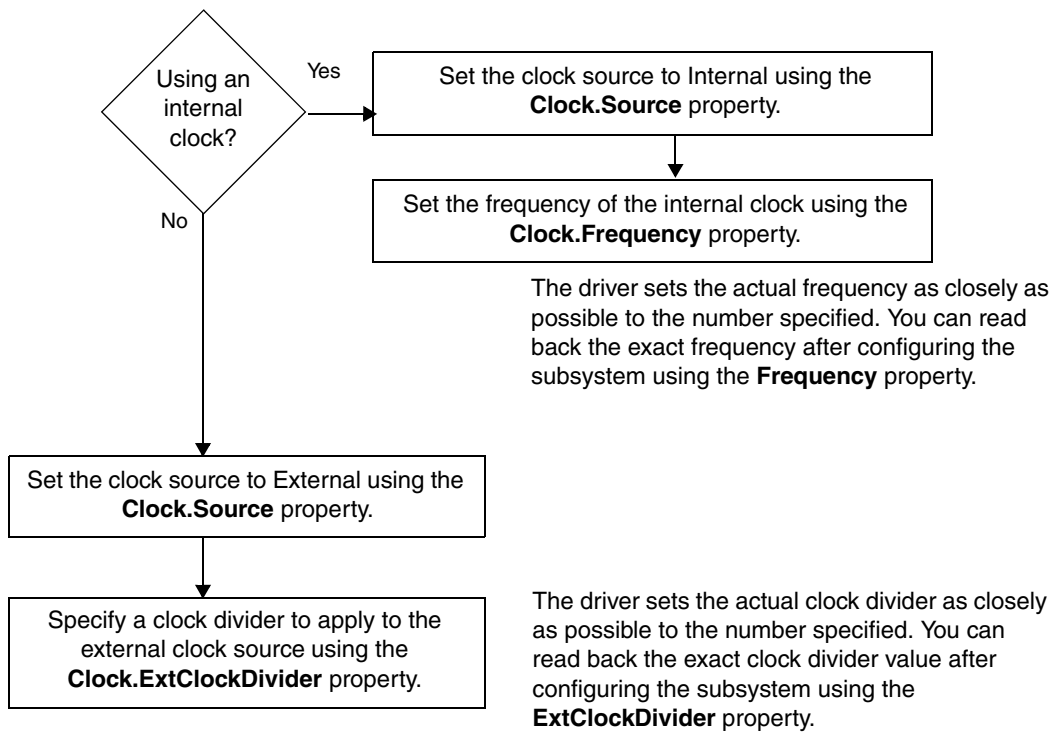 Using an
internal
clock?
Yes
Set the clock source to Internal using the
Clock.Source property.
Set the frequency of the internal clock using the
Clock.Frequency property.
No
The driver sets the actual frequency as closely as
possible to the number specified. You can read
back the exact frequency after configuring the
subsystem using the Frequency property.
Set the clock source to External using the
Clock.Source property.
Specify a clock divider to apply to the
external clock source using the
Clock.ExtClockDivider property.
The driver sets the actual clock divider as closely
as possible to the number specified. You can
read back the exact clock divider value after
configuring the subsystem using the
ExtClockDivider property.